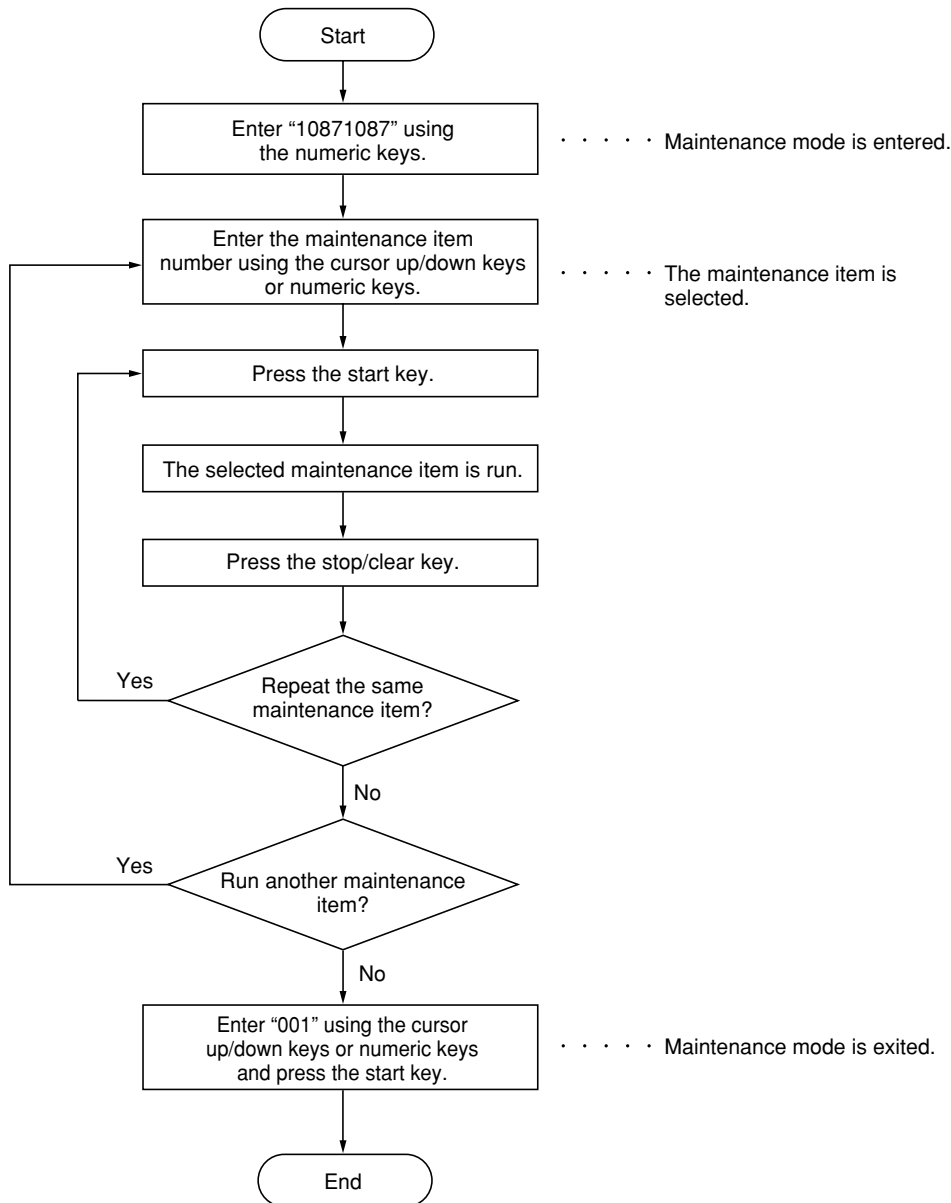 Start
Enter “10871087” using
the numeric keys.
· · · · · Maintenance mode is entered.
Enter the maintenance item
number using the cursor up/down keys
or numeric keys.
· · · · · The maintenance item is
selected.
Press the start key.
The selected maintenance item is run.
Press the stop/clear key.
Yes
Repeat the same
maintenance item?
No
Yes
Run another maintenance
item?
No
Enter “001” using the cursor
up/down keys or numeric keys
and press the start key.
· · · · · Maintenance mode is exited.
End